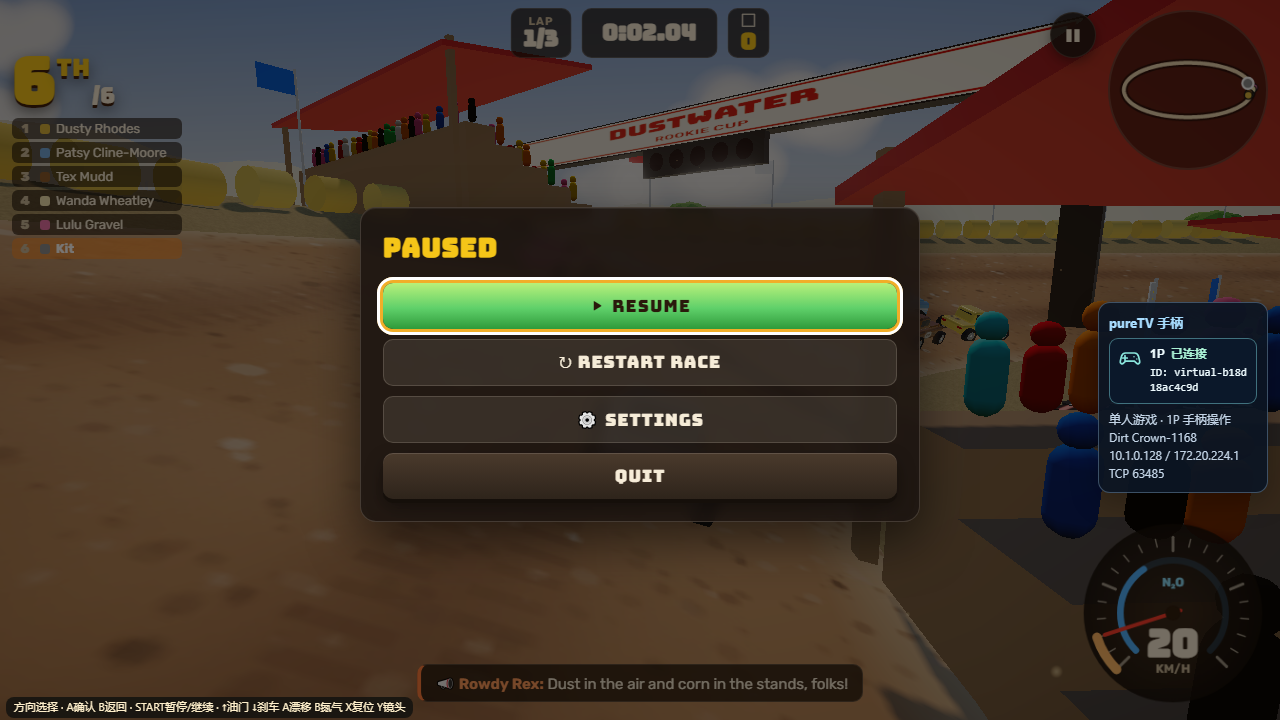 LAP
1/3
0:02.04
0
6TH
/6
1 Dusty Rhodes
2 Patsy Cline-Moore
3 Tex Mudd
4 Wanda Wheatley
5 Lulu Gravel
6 Kit
DUSTWATER
ROOKIE CUP
PAUSED
RESUME
↻ RESTART RACE
SETTINGS
QUIT
pureTV 手柄
1P 已连接
ID: virtual-b18d
18ac4c9d
单人游戏 · 1P 手柄操作
Dirt Crown-1168
10.1.0.128 / 172.20.224.1
TCP 63485
N₂O
20
KM/H
Rowdy Rex: Dust in the air and corn in the stands, folks!
方向选择 · A确认 B返回 · START暂停/继续 · ↑油门 ↓刹车 A漂移 B氮气 X复位 Y镜头